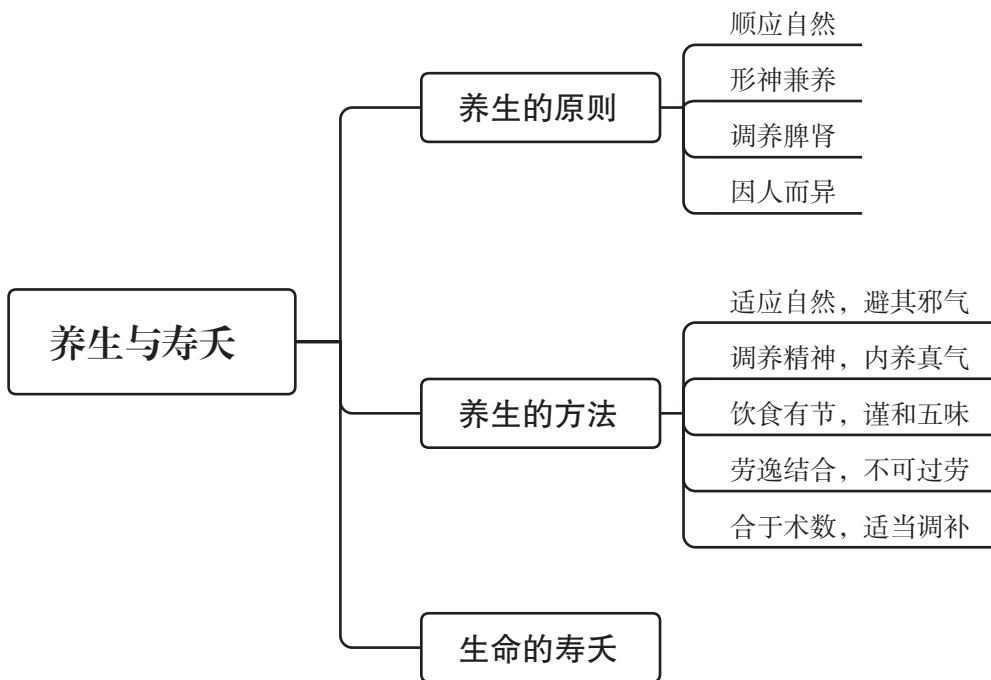 养生与寿夭
养生的原则
顺应自然
形神兼养
调养脾肾
因人而异
养生的方法
适应自然，避其邪气
调养精神，内养真气
饮食有节，谨和五味
劳逸结合，不可过劳
合于术数，适当调补
生命的寿夭